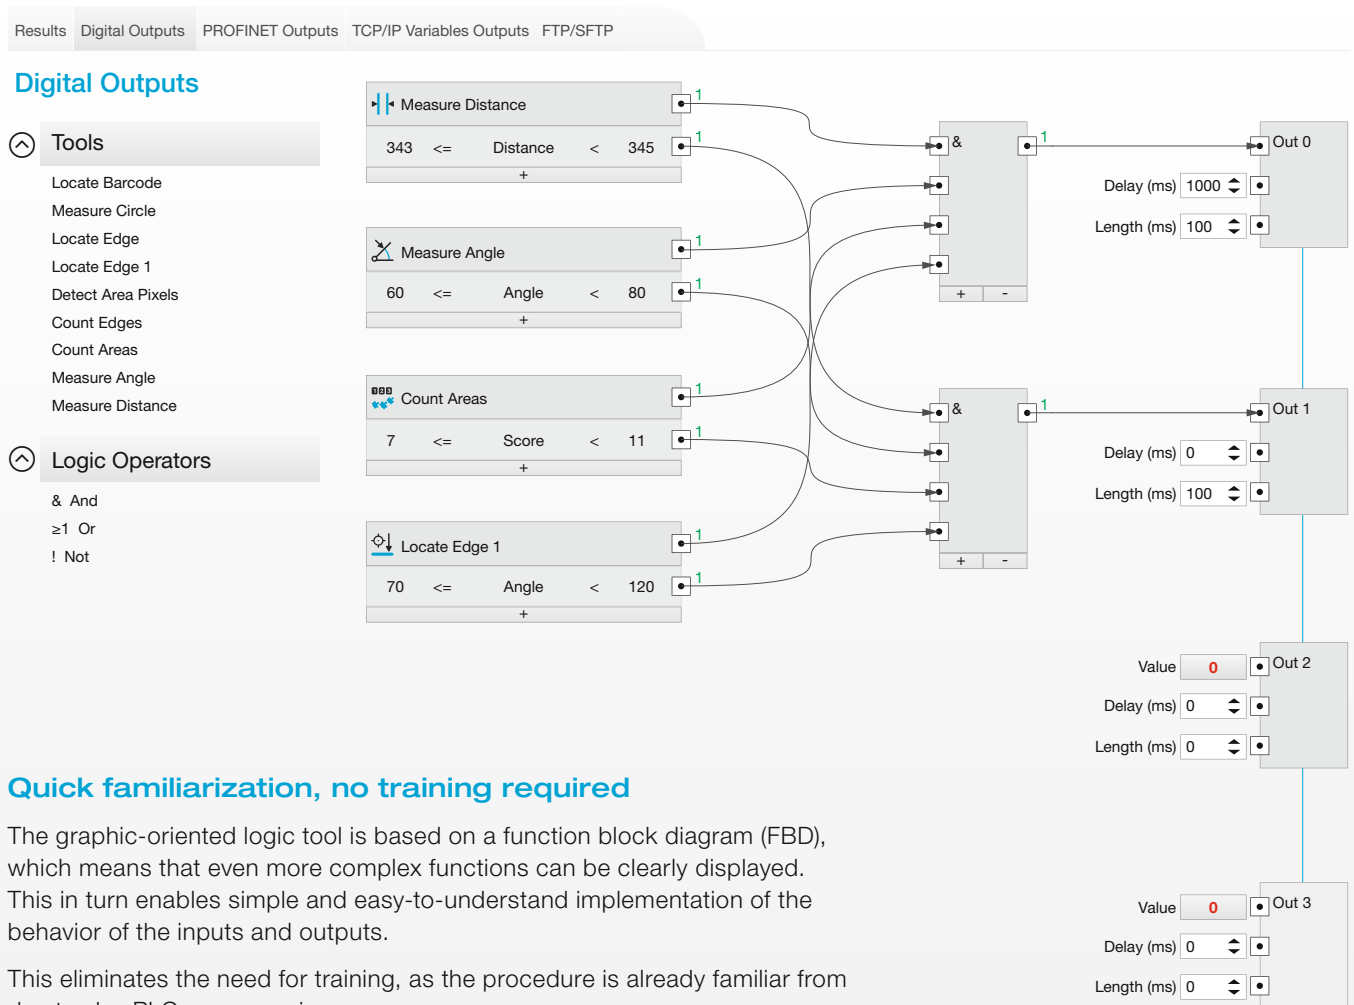 Results Digital Outputs PROFINET Outputs TCP/IP Variables Outputs FTP/SFTP
Digital Outputs
Tools
Locate Barcode
Measure Circle
Locate Edge
Locate Edge 1
Detect Area Pixels
Count Edges
Count Areas
Measure Angle
Measure Distance
Logic Operators
& And
≥1 Or
! Not
Measure Distance 1
343 <= Distance < 345 1
+
Measure Angle 1
60 <= Angle < 80 1
+
123
Count Areas 1
7 <= Score < 11 1
+
Locate Edge 1 1
70 <= Angle < 120 1
+
& 1
+ -
& 1
+ -
Out 0
Delay (ms) 1000
Length (ms) 100
Out 1
Delay (ms) 0
Length (ms) 100
Value 0 Out 2
Delay (ms) 0
Length (ms) 0
Value 0 Out 3
Delay (ms) 0
Length (ms) 0
Quick familiarization, no training required
The graphic-oriented logic tool is based on a function block diagram (FBD),
which means that even more complex functions can be clearly displayed.
This in turn enables simple and easy-to-understand implementation of the
behavior of the inputs and outputs.
This eliminates the need for training, as the procedure is already familiar from